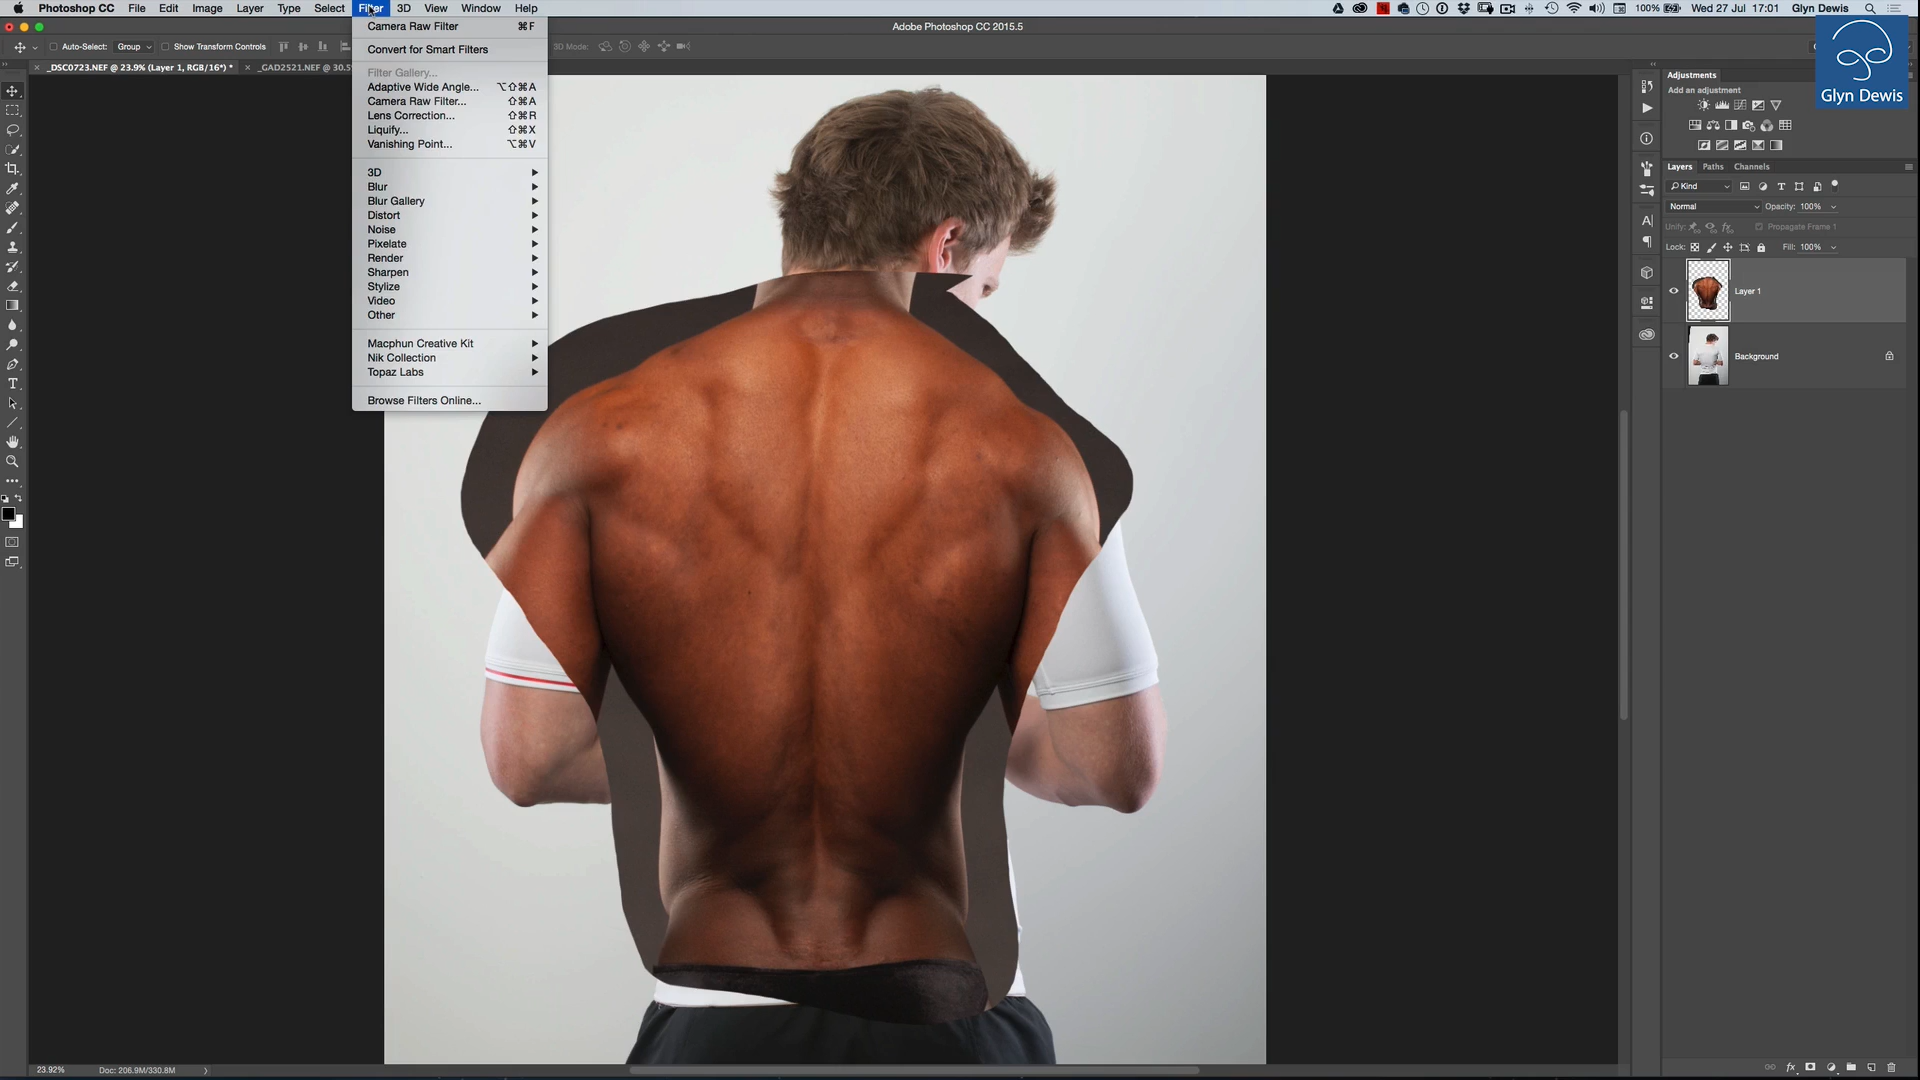 Photoshop CC File Edit Image Layer Type Select Filter 3D View Window Help 100% Wed 27 Jul 17:01 Glyn Dewis
Adobe Photoshop CC 2015.5
Auto-Select: Group Show Transform Controls 3D Mode:
_DSC0723.NEF @ 23.9% (Layer 1, RGB/16*) * _GAD2521.NEF @ 30.5
Camera Raw Filter ⌘F
Convert for Smart Filters
Filter Gallery...
Adaptive Wide Angle... ⌥⇧⌘A
Camera Raw Filter... ⇧⌘A
Lens Correction... ⇧⌘R
Liquify... ⇧⌘X
Vanishing Point... ⌥⌘V
3D
Blur
Blur Gallery
Distort
Noise
Pixelate
Render
Sharpen
Stylize
Video
Other
Macphun Creative Kit
Nik Collection
Topaz Labs
Browse Filters Online...
Glyn Dewis
Adjustments
Add an adjustment
Layers Paths Channels
Kind
Normal Opacity: 100%
Unify: Propagate Frame 1
Lock: Fill: 100%
Layer 1
Background
23.92% Doc: 206.9M/330.8M